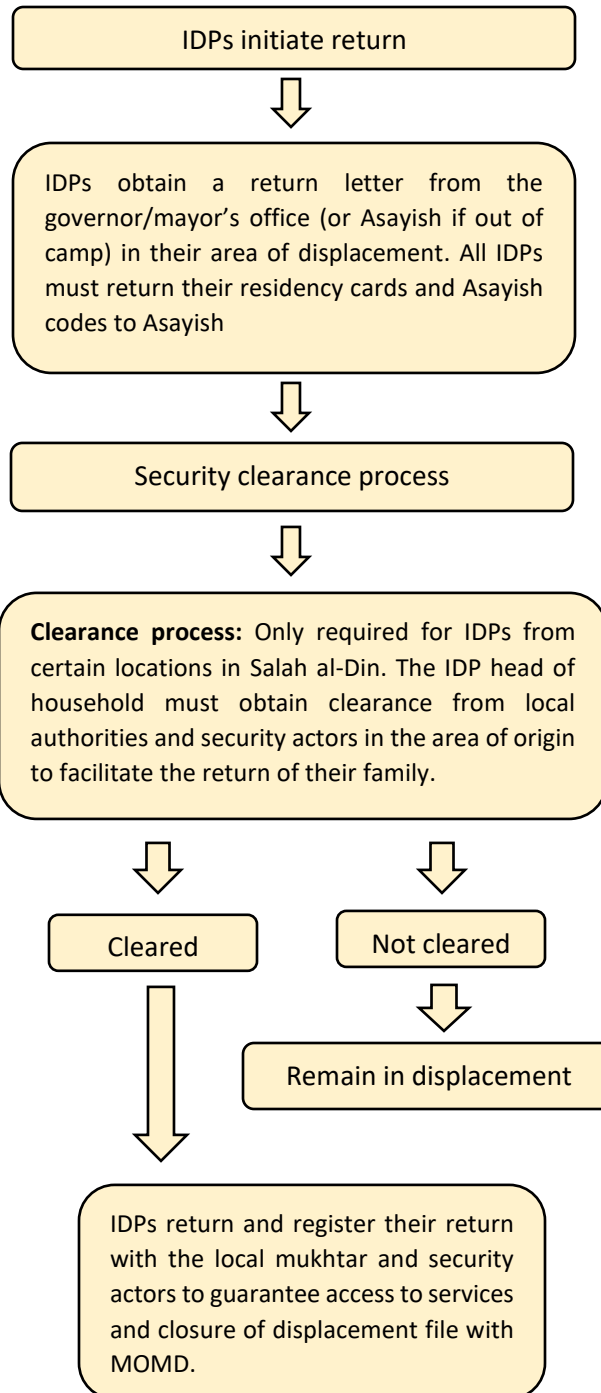 IDPs initiate return
IDPs obtain a return letter from the
governor/mayor’s office (or Asayish if out of
camp) in their area of displacement. All IDPs
must return their residency cards and Asayish
codes to Asayish
Security clearance process
Clearance process: Only required for IDPs from
certain locations in Salah al-Din. The IDP head of
household must obtain clearance from local
authorities and security actors in the area of origin
to facilitate the return of their family.
Cleared
Not cleared
Remain in displacement
IDPs return and register their return
with the local mukhtar and security
actors to guarantee access to services
and closure of displacement file with
MOMD.